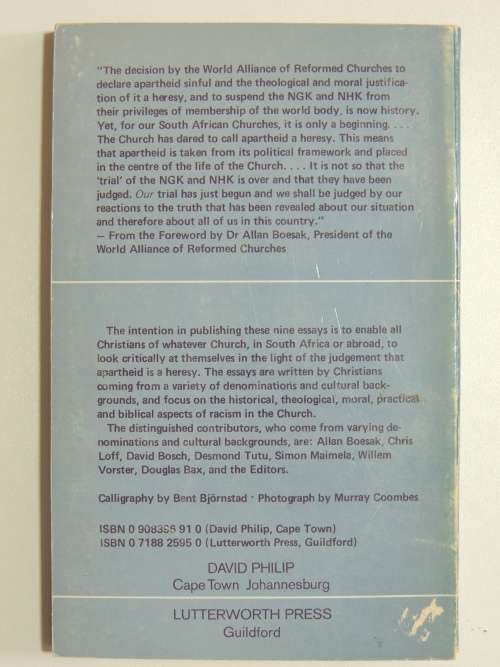 "The decision by the World Alliance of Reformed Churches to
declare apartheid sinful and the theological and moral justifica-
tion of it a heresy, and to suspend the NGK and NHK from
their privileges of membership of the world body, is now history.
Yet, for our South African Churches, it is only a beginning. . . .
The Church has dared to call apartheid a heresy. This means
that apartheid is taken from its political framework and placed
in the centre of the life of the Church. . . . It is not so that the
'trial' of the NGK and NHK is over and that they have been
judged. Our trial has just begun and we shall be judged by our
reactions to the truth that has been revealed about our situation
and therefore about all of us in this country."
— From the Foreword by Dr Allan Boesak, President of the
World Alliance of Reformed Churches
The intention in publishing these nine essays is to enable all
Christians of whatever Church, in South Africa or abroad, to
look critically at themselves in the light of the judgement that
apartheid is a heresy. The essays are written by Christians
coming from a variety of denominations and cultural back-
grounds, and focus on the historical, theological, moral, practical
and biblical aspects of racism in the Church.
The distinguished contributors, who come from varying de-
nominations and cultural backgrounds, are: Allan Boesak, Chris
Loff, David Bosch, Desmond Tutu, Simon Maimela, Willem
Vorster, Douglas Bax, and the Editors.
Calligraphy by Bent Björnstad · Photograph by Murray Coombes
ISBN 0 91 0 (David Philip, Cape Town)
ISBN 0 7188 2595 0 (Lutterworth Press, Guildford)
DAVID PHILIP
Cape Town Johannesburg
LUTTERWORTH PRESS
Guildford